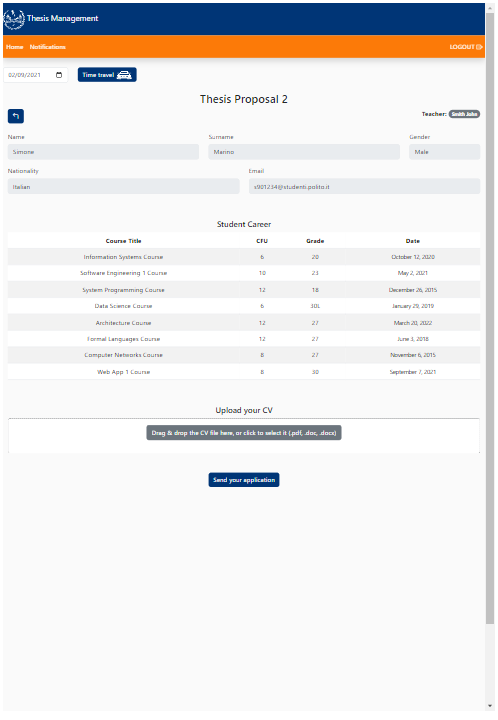 Thesis Management
Home Notifications LOGOUT
02/09/2021 Time travel
Thesis Proposal 2
Teacher: Smith John
Name Surname Gender
Simone Marino Male
Nationality Email
Italian s901234@studenti.polito.it
Student Career
Course Title CFU Grade Date
Information Systems Course 6 20 October 12, 2020
Software Engineering 1 Course 10 23 May 2, 2021
System Programming Course 12 18 December 26, 2015
Data Science Course 6 30L January 29, 2019
Architecture Course 12 27 March 20, 2022
Formal Languages Course 12 27 June 3, 2018
Computer Networks Course 8 27 November 6, 2015
Web App 1 Course 8 30 September 7, 2021
Upload your CV
Drag & drop the CV file here, or click to select it (.pdf, .doc, .docx)
Send your application